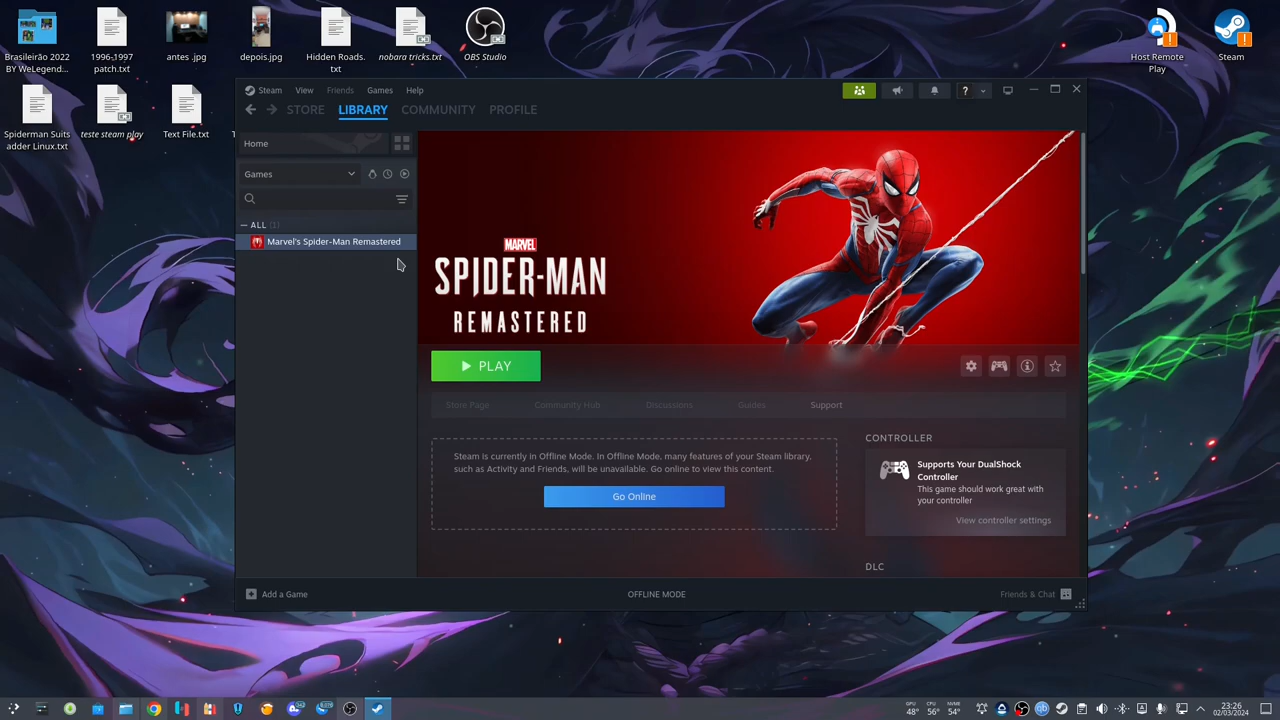 Brasileirão 2022
BY WeLegend...
1996-1997
patch.txt
antes .jpg
depois.jpg
Hidden Roads.
txt
nobara tricks.txt
OBS Studio
Host Remote
Play
Steam
Spiderman Suits
adder Linux.txt
teste steam play
Text File.txt
Steam
View
Friends
Games
Help
STORE
LIBRARY
COMMUNITY
PROFILE
Home
Games
ALL (1)
Marvel's Spider-Man Remastered
MARVEL
SPIDER-MAN
REMASTERED
PLAY
Store Page
Community Hub
Discussions
Guides
Support
Steam is currently in Offline Mode. In Offline Mode, many features of your Steam library,
such as Activity and Friends, will be unavailable. Go online to view this content.
Go Online
CONTROLLER
Supports Your DualShock
Controller
This game should work great with
your controller
View controller settings
DLC
Add a Game
OFFLINE MODE
Friends & Chat
GPU
48°
CPU
56°
NVME
54°
23:26
02/03/2024